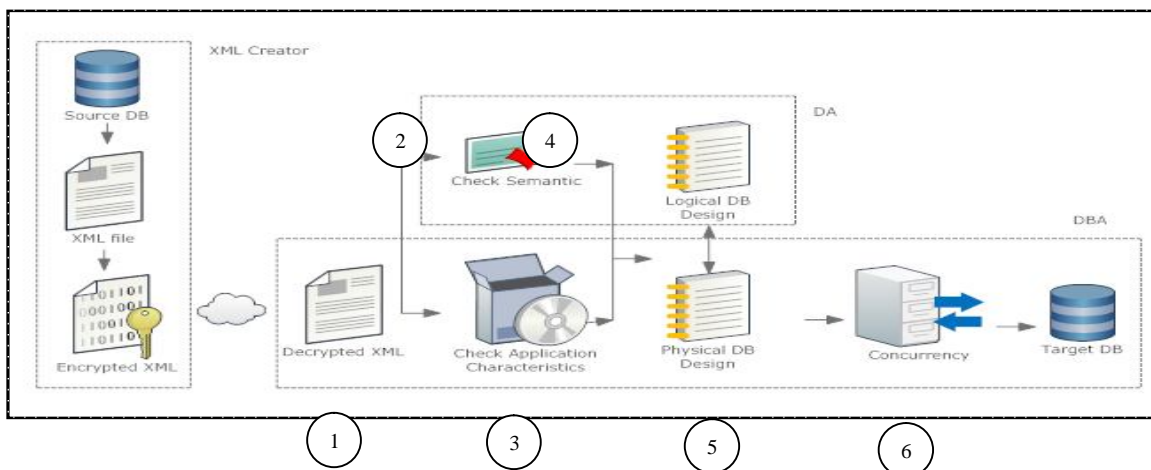 XML Creator
Source DB
XML file
Encrypted XML
DA
2
4
Check Semantic
Logical DB
Design
DBA
Decrypted XML
Check Application
Characteristics
Physical DB
Design
Concurrency
Target DB
1
3
5
6